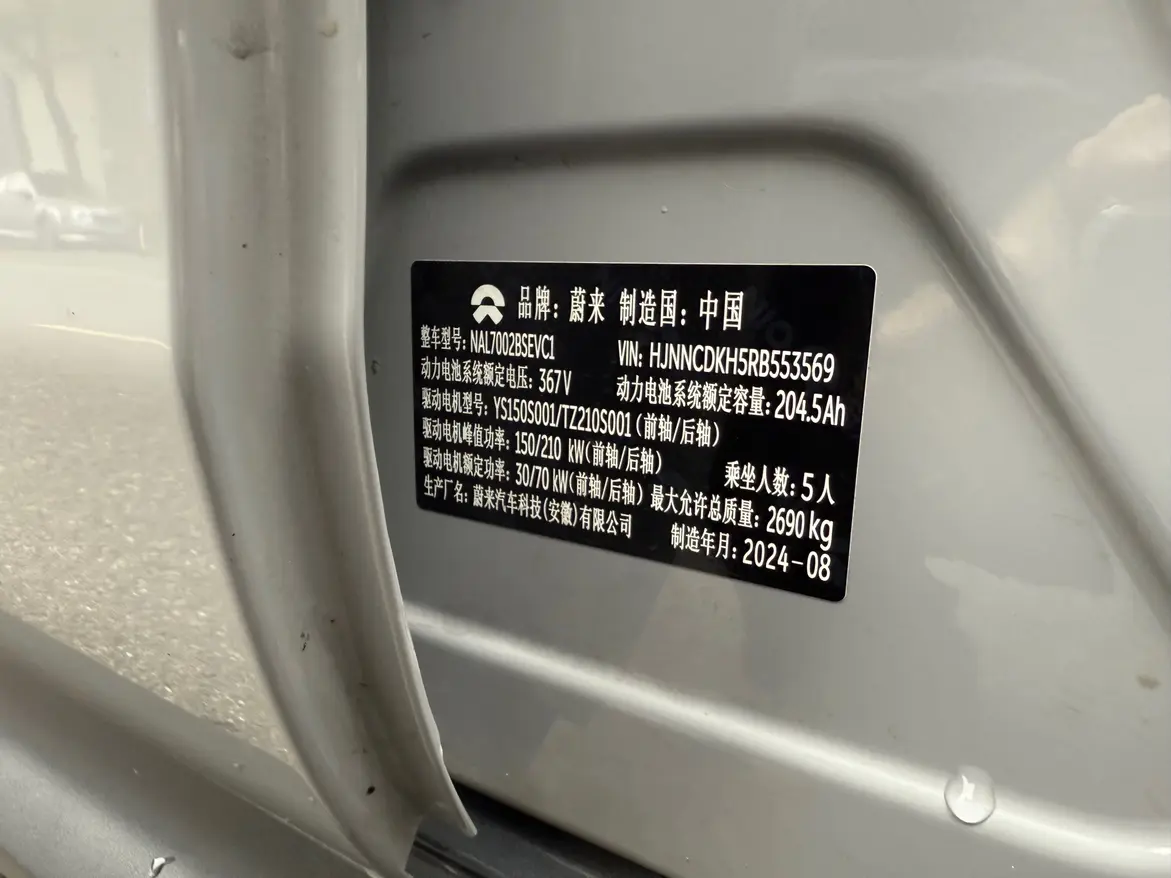 品牌：蔚来 制造国：中国
整车型号：NAL7002BSEVC1 VIN: HJNNCDKH5RB553569
动力电池系统额定电压：367V 动力电池系统额定容量：204.5Ah
驱动电机型号：YS150S001/TZ210S001（前轴/后轴）
驱动电机峰值功率：150/210 kW（前轴/后轴） 乘坐人数：5人
驱动电机额定功率：30/70 kW（前轴/后轴） 最大允许总质量：2690kg
生产厂名：蔚来汽车科技（安徽）有限公司 制造年月：2024-08